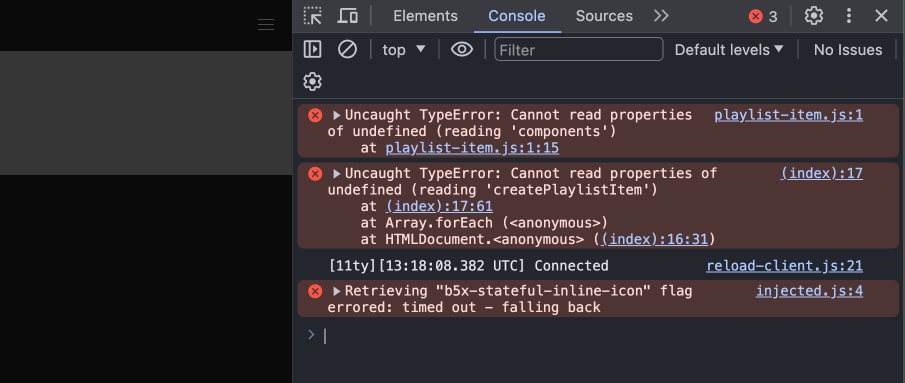 Elements Console Sources 3
top Filter Default levels No Issues
Uncaught TypeError: Cannot read properties playlist-item.js:1
of undefined (reading 'components')
at playlist-item.js:1:15
Uncaught TypeError: Cannot read properties of (index):17
undefined (reading 'createPlaylistItem')
at (index):17:61
at Array.forEach (<anonymous>)
at HTMLDocument.<anonymous> ((index):16:31)
[11ty][13:18:08.382 UTC] Connected reload-client.js:21
Retrieving "b5x-stateful-inline-icon" flag injected.js:4
errored: timed out – falling back